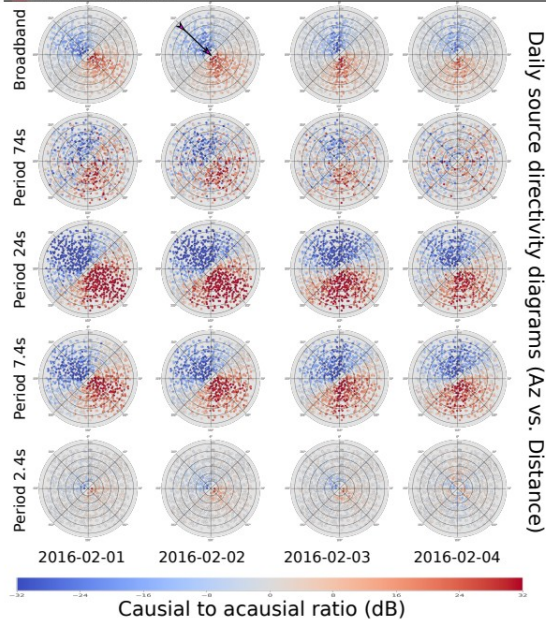 Broadband
Period 74s
Period 24s
Period 7.4s
Period 2.4s
Daily source directivity diagrams (Az vs. Distance)
2016-02-01 2016-02-02 2016-02-03 2016-02-04
−32 −24 −16 −8 0 8 16 24 32
Causial to acausial ratio (dB)